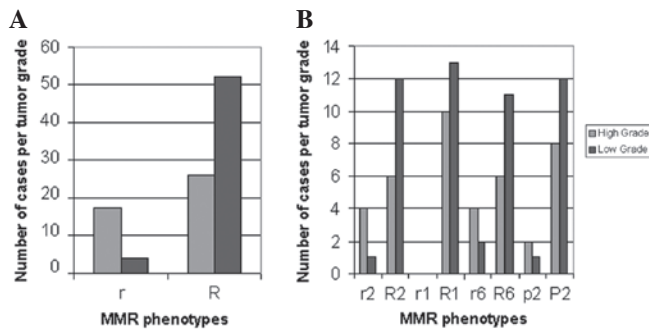 A
Number of cases per tumor grade
60
50
40
30
20
10
0
r R
MMR phenotypes
B
Number of cases per tumor grade
14
12
10
8
6
4
2
0
r2 R2 r1 R1 r6 R6 p2 P2
MMR phenotypes
High Grade
Low Grade